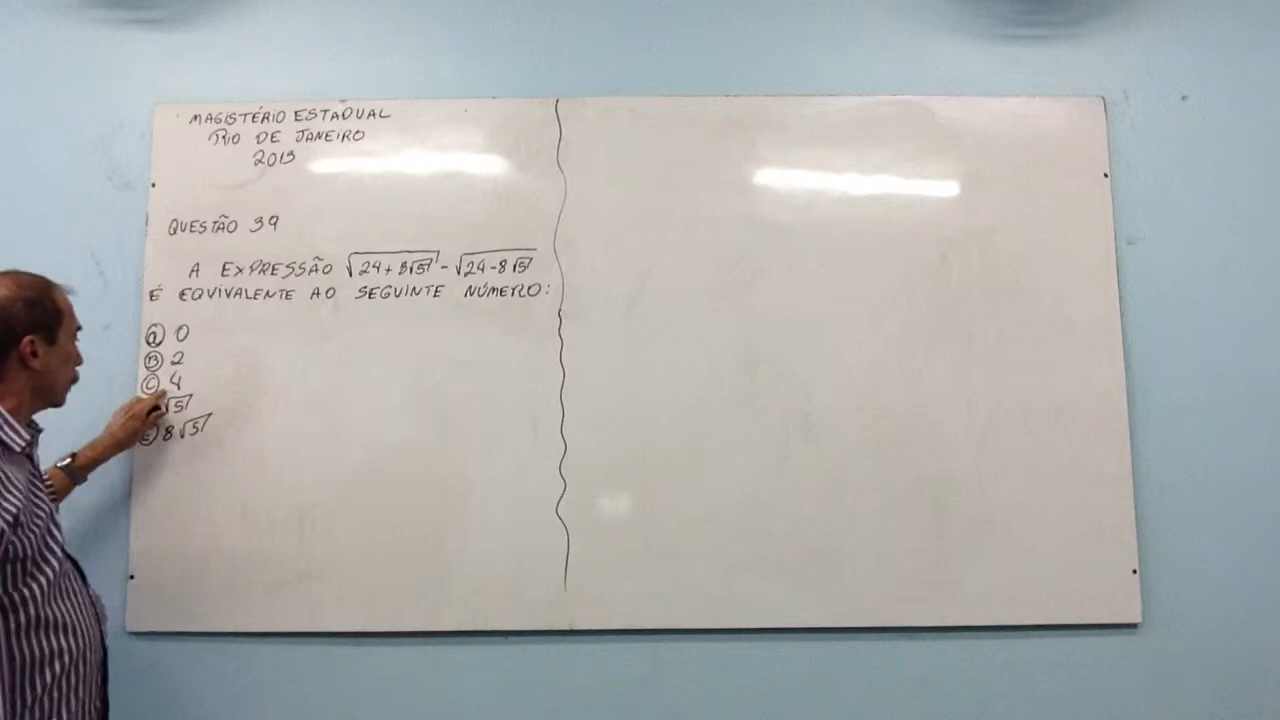 MAGISTÉRIO ESTADUAL
RIO DE JANEIRO
2013
QUESTÃO 39
A EXPRESSÃO √24+8√5 - √24-8√5
É EQUIVALENTE AO SEGUINTE NÚMERO:
A 0
B 2
C 4
√5
E 8√5